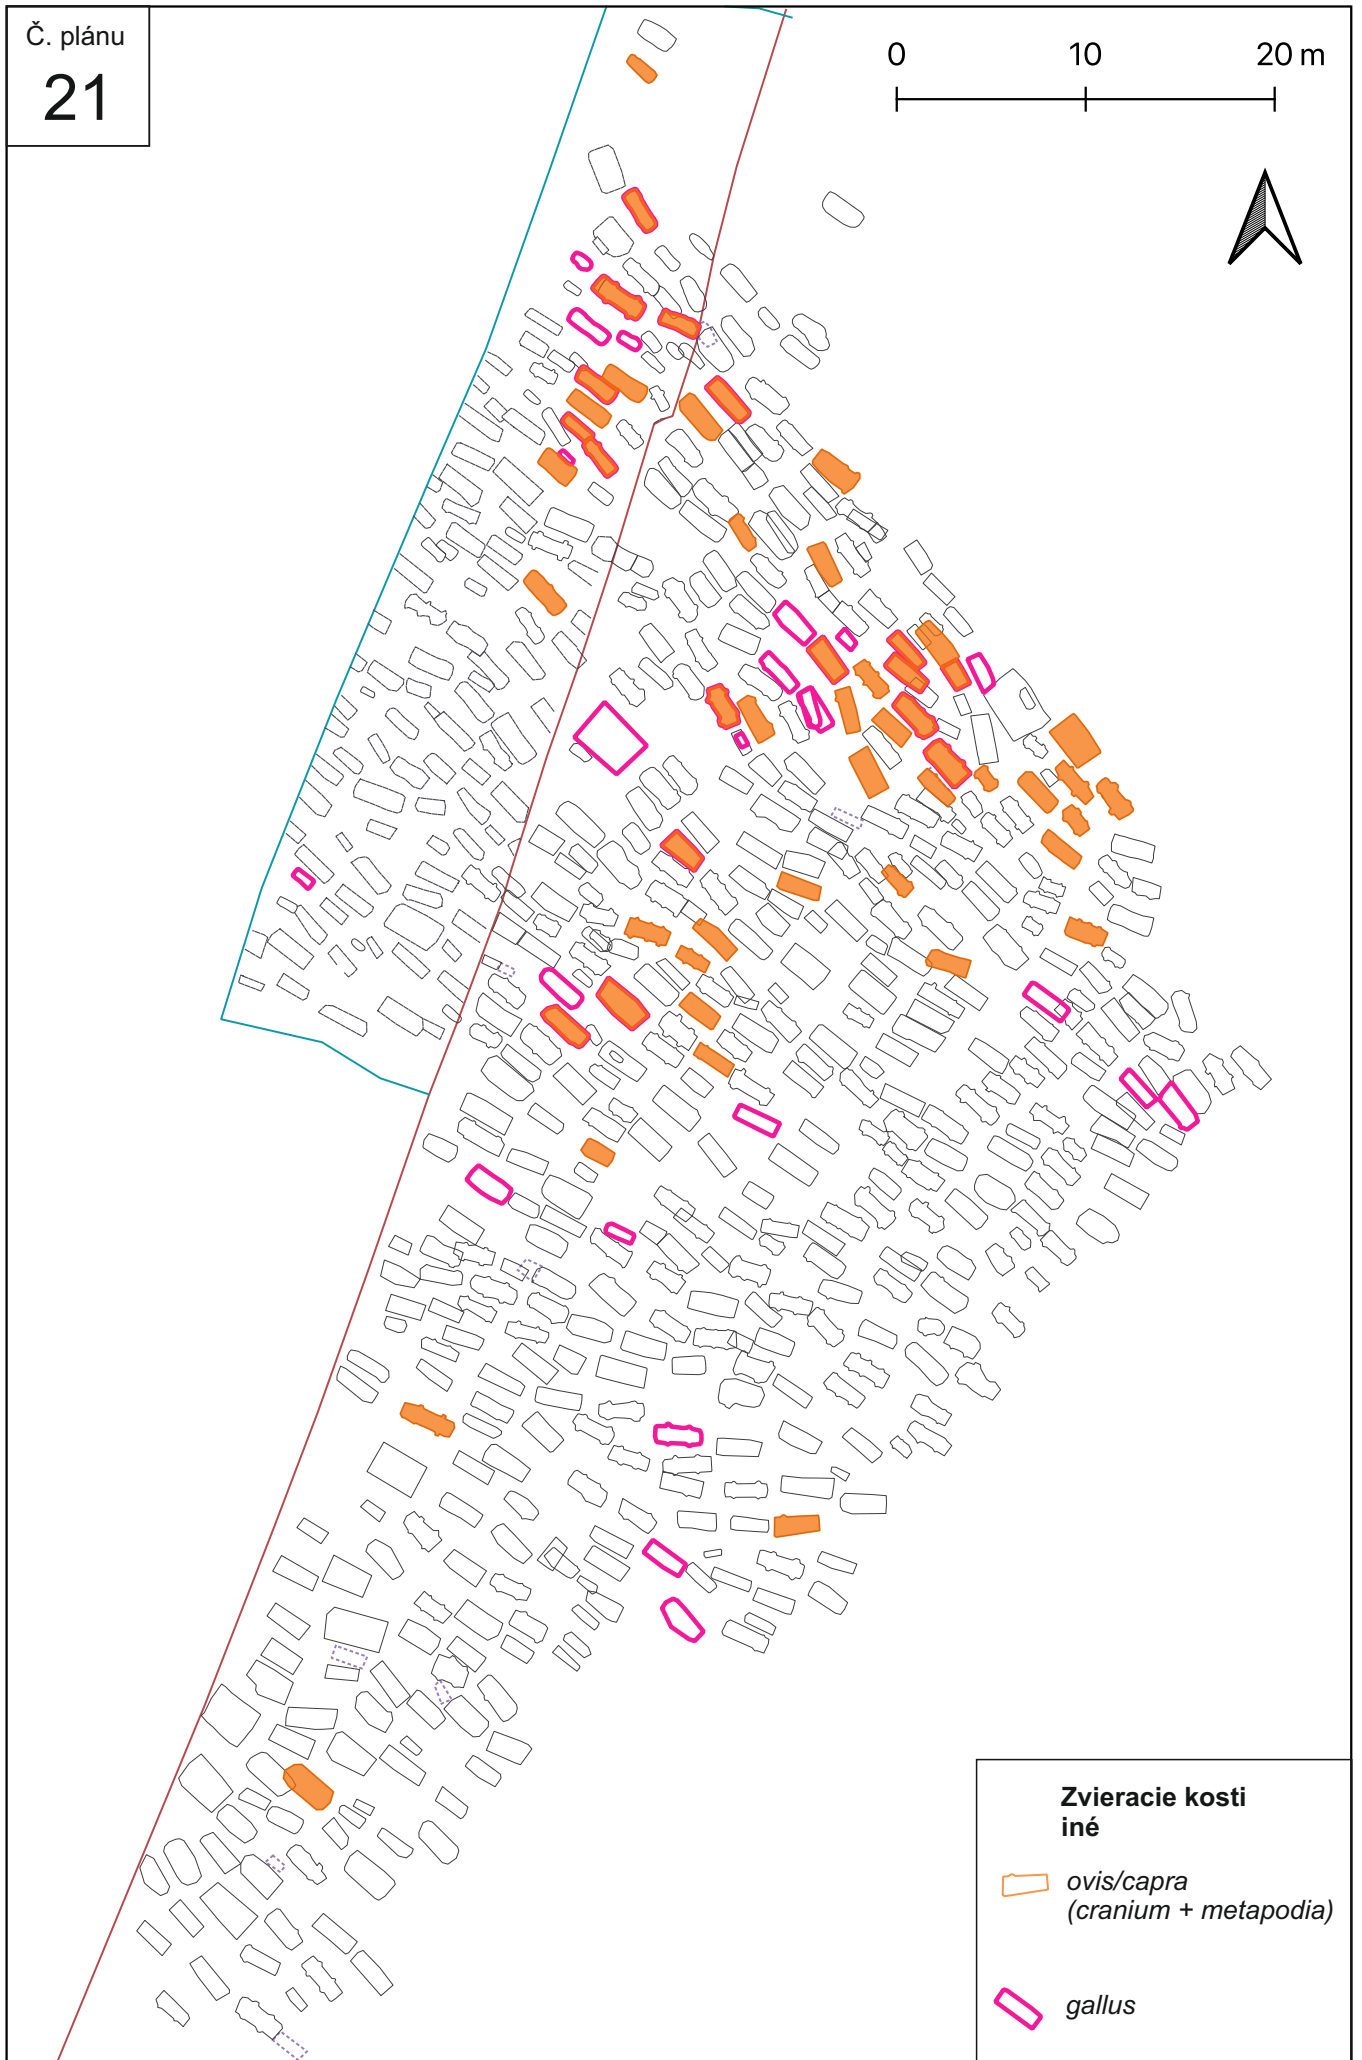 Č. plánu
21
0 10 20 m
Zvieracie kosti
iné
ovis/capra
(cranium + metapodia)
gallus